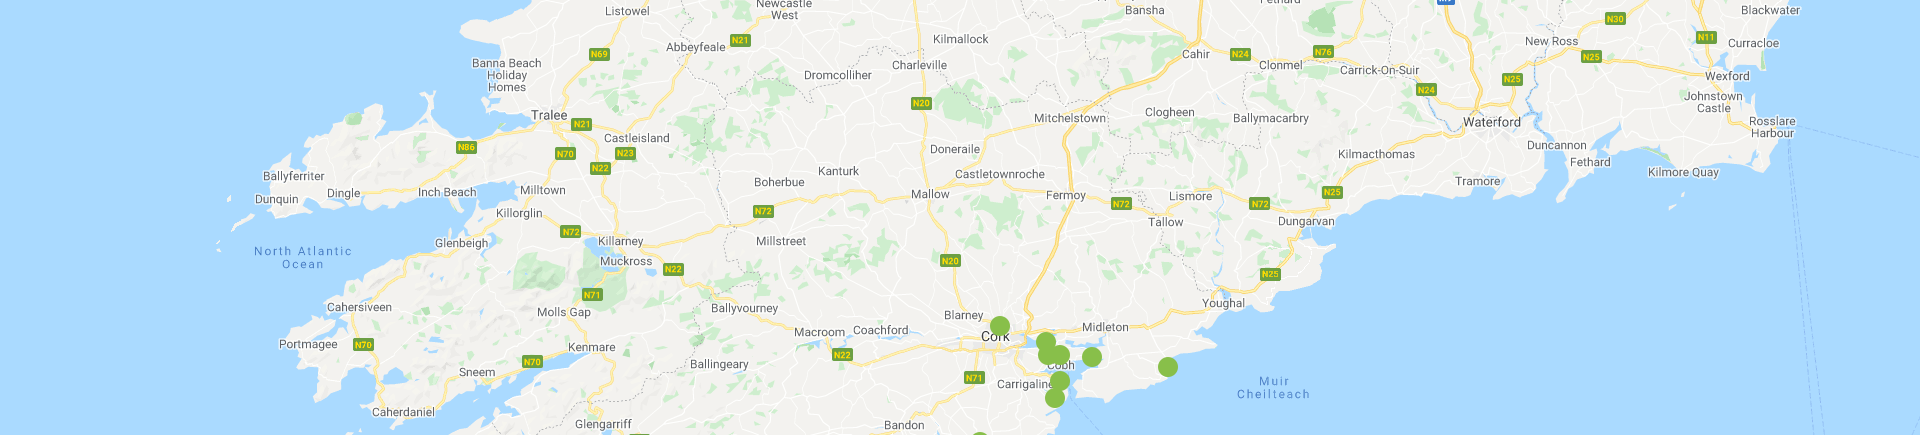 Listowel
Newcastle
West
Bansha
Fethard
Blackwater
N30
New Ross
N11
Curracloe
N21
Abbeyfeale
Kilmallock
N69
Banna Beach
Holiday
Homes
Charleville
Dromcolliher
Cahir
N24
Clonmel
N76
Carrick-On-Suir
N25
N25
Wexford
Johnstown
Castle
N24
N20
Tralee
N21
Castleisland
Mitchelstown
Clogheen
Ballymacarbry
Waterford
Rosslare
Harbour
N86
N70
N23
N22
Doneraile
Kilmacthomas
Duncannon
Fethard
Kilmore Quay
Ballyferriter
Dingle
Dunquin
Inch Beach
Milltown
Boherbue
Kanturk
Castletownroche
Mallow
Fermoy
Lismore
N72
N72
N25
Tramore
Killorglin
N72
Tallow
Dungarvan
N72
Glenbeigh
Killarney
Muckross
Millstreet
North Atlantic
Ocean
N22
N20
N25
N71
Cahersiveen
Molls Gap
Ballyvourney
Blarney
Youghal
Macroom
Coachford
Cork
Midleton
Portmagee
N70
Kenmare
N70
N22
Ballingeary
Cobh
Sneem
N71
Carrigaline
Muir
Cheilteach
Caherdaniel
Glengarriff
Bandon